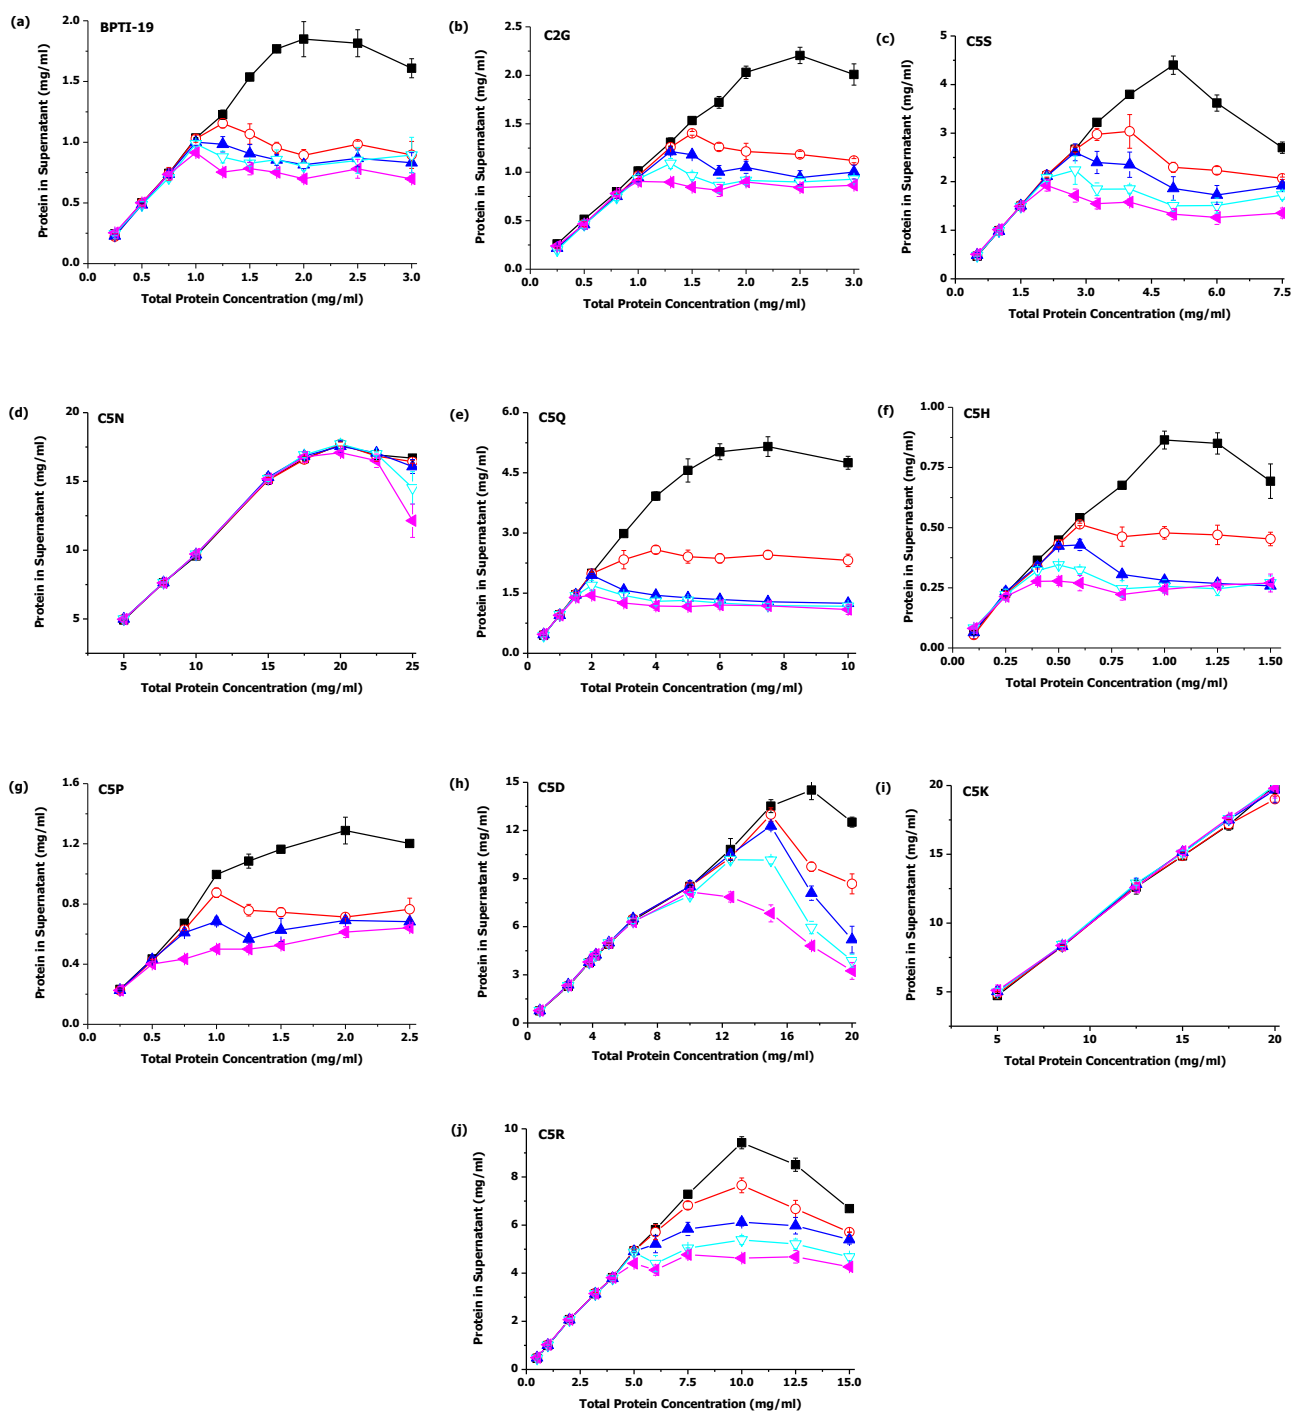 (a)
BPTI-19
Protein in Supernatant (mg/ml)
2.0
1.5
1.0
0.5
0.0
0.0 0.5 1.0 1.5 2.0 2.5 3.0
Total Protein Concentration (mg/ml)
(b)
C2G
Protein in Supernatant (mg/ml)
2.5
2.0
1.5
1.0
0.5
0.0
0.0 0.5 1.0 1.5 2.0 2.5 3.0
Total Protein Concentration (mg/ml)
(c)
C5S
Protein in Supernatant (mg/ml)
5
4
3
2
1
0
0.0 1.5 3.0 4.5 6.0 7.5
Total Protein Concentration (mg/ml)
(d)
C5N
Protein in Supernatant (mg/ml)
20
15
10
5
5 10 15 20 25
Total Protein Concentration (mg/ml)
(e)
C5Q
Protein in Supernatant (mg/ml)
6.0
4.5
3.0
1.5
0.0
0 2 4 6 8 10
Total Protein Concentration (mg/ml)
(f)
C5H
Protein in Supernatant (mg/ml)
1.00
0.75
0.50
0.25
0.00
0.00 0.25 0.50 0.75 1.00 1.25 1.50
Total Protein Concentration (mg/ml)
(g)
C5P
Protein in Supernatant (mg/ml)
1.6
1.2
0.8
0.4
0.0
0.0 0.5 1.0 1.5 2.0 2.5
Total Protein Concentration (mg/ml)
(h)
C5D
Protein in Supernatant (mg/ml)
15
12
9
6
3
0
0 4 8 12 16 20
Total Protein Concentration (mg/ml)
(i)
C5K
Protein in Supernatant (mg/ml)
20
15
10
5
5 10 15 20
Total Protein Concentration (mg/ml)
(j)
C5R
Protein in Supernatant (mg/ml)
10
8
6
4
2
0
0.0 2.5 5.0 7.5 10.0 12.5 15.0
Total Protein Concentration (mg/ml)